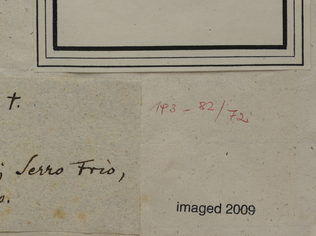 t.
193 - 82/72
; Serro Frio,
o.
imaged 2009